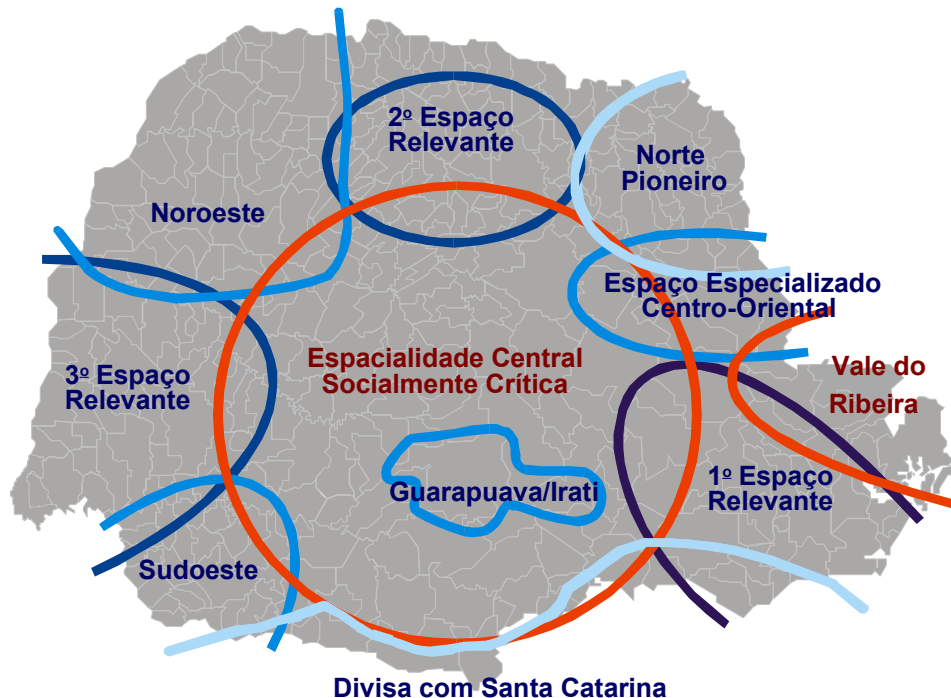 2º Espaço
Relevante
Norte
Pioneiro
Noroeste
Espaço Especializado
Centro-Oriental
Espacialidade Central
Socialmente Crítica
3º Espaço
Relevante
Vale do
Ribeira
Guarapuava/Irati
1º Espaço
Relevante
Sudoeste
Divisa com Santa Catarina